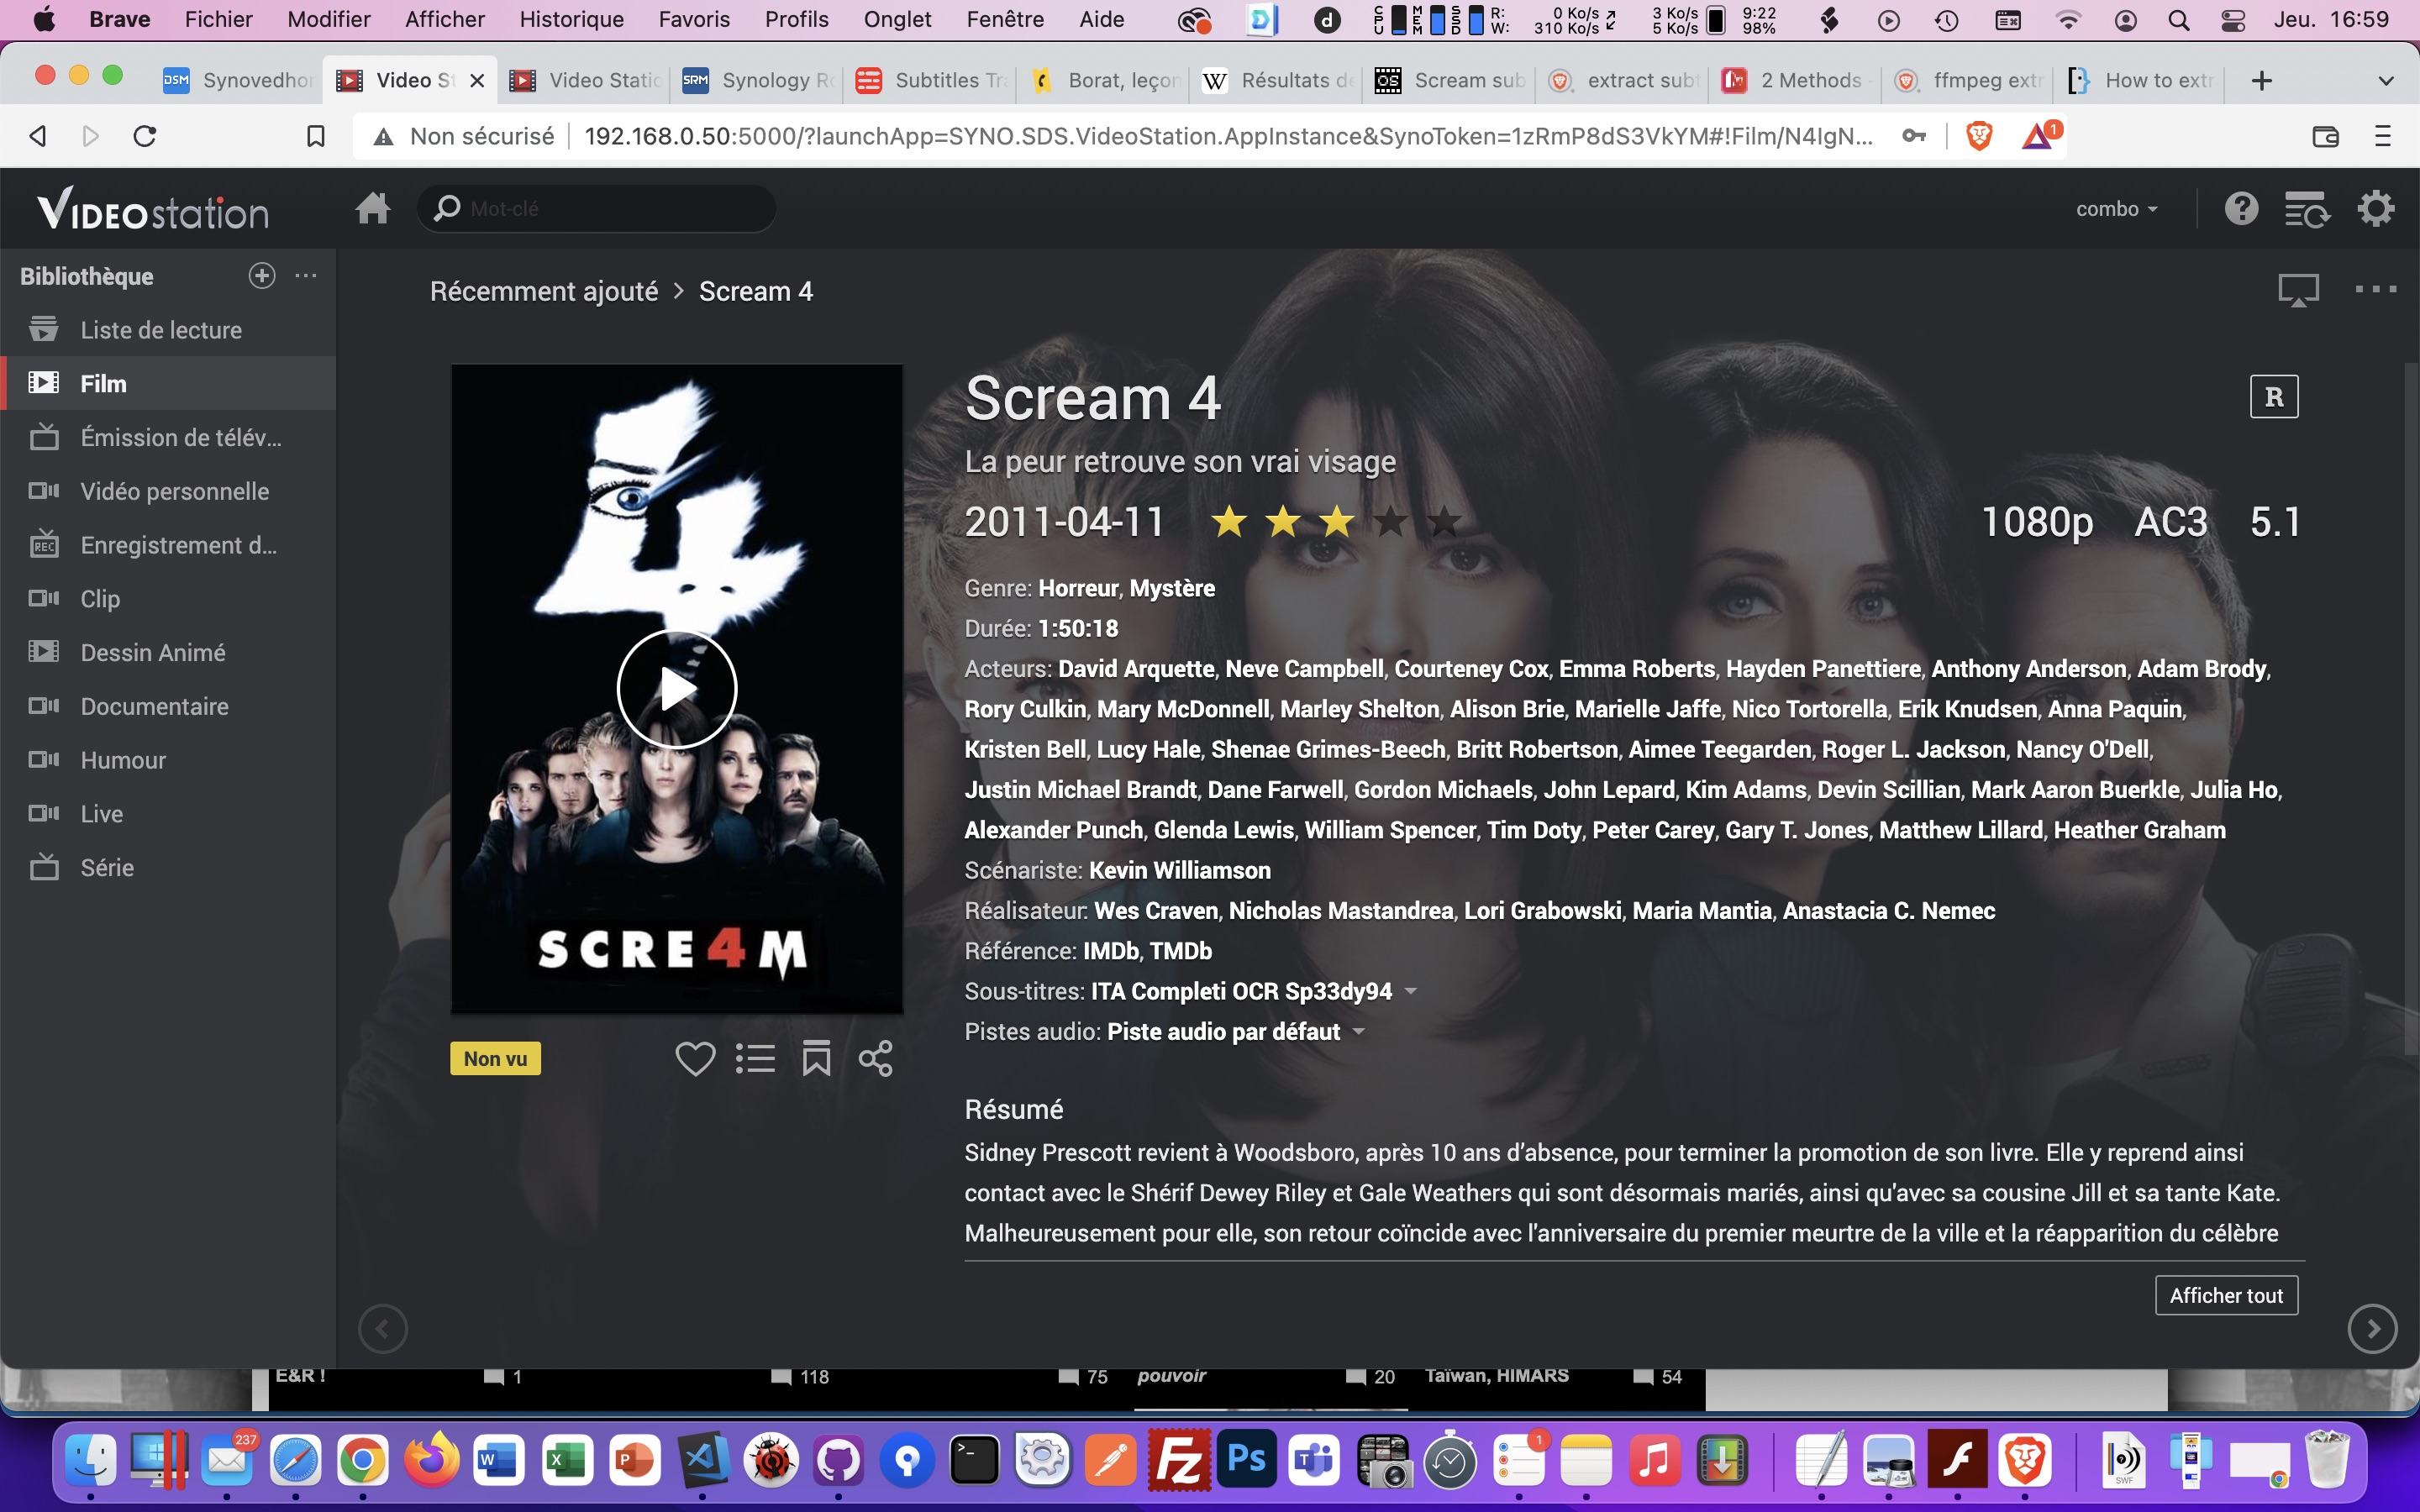 Brave Fichier Modifier Afficher Historique Favoris Profils Onglet Fenêtre Aide
CPU MEM SSD R: W: 0 Ko/s 310 Ko/s 3 Ko/s 5 Ko/s 9:22 98% Jeu. 16:59
DSM Synovedhor
Video St
Video Static
SRM Synology Ro
Subtitles Tra
Borat, leçon
W Résultats de
OS Scream sub
extract subt
2 Methods -
ffmpeg extr
How to extr
Non sécurisé 192.168.0.50:5000/?launchApp=SYNO.SDS.VideoStation.AppInstance&SynoToken=1zRmP8dS3VkYM#!Film/N4IgN... 1
VIDEOstation
Mot-clé
combo
Bibliothèque
Liste de lecture
Film
Émission de télév...
Vidéo personnelle
REC Enregistrement d...
Clip
Dessin Animé
Documentaire
Humour
Live
Série
Récemment ajouté > Scream 4
SCRE4M
Non vu
Scream 4
R
La peur retrouve son vrai visage
2011-04-11
1080p AC3 5.1
Genre: Horreur, Mystère
Durée: 1:50:18
Acteurs: David Arquette, Neve Campbell, Courteney Cox, Emma Roberts, Hayden Panettiere, Anthony Anderson, Adam Brody,
Rory Culkin, Mary McDonnell, Marley Shelton, Alison Brie, Marielle Jaffe, Nico Tortorella, Erik Knudsen, Anna Paquin,
Kristen Bell, Lucy Hale, Shenae Grimes-Beech, Britt Robertson, Aimee Teegarden, Roger L. Jackson, Nancy O'Dell,
Justin Michael Brandt, Dane Farwell, Gordon Michaels, John Lepard, Kim Adams, Devin Scillian, Mark Aaron Buerkle, Julia Ho,
Alexander Punch, Glenda Lewis, William Spencer, Tim Doty, Peter Carey, Gary T. Jones, Matthew Lillard, Heather Graham
Scénariste: Kevin Williamson
Réalisateur: Wes Craven, Nicholas Mastandrea, Lori Grabowski, Maria Mantia, Anastacia C. Nemec
Référence: IMDb, TMDb
Sous-titres: ITA Completi OCR Sp33dy94
Pistes audio: Piste audio par défaut
Résumé
Sidney Prescott revient à Woodsboro, après 10 ans d'absence, pour terminer la promotion de son livre. Elle y reprend ainsi
contact avec le Shérif Dewey Riley et Gale Weathers qui sont désormais mariés, ainsi qu'avec sa cousine Jill et sa tante Kate.
Malheureusement pour elle, son retour coïncide avec l'anniversaire du premier meurtre de la ville et la réapparition du célèbre
Afficher tout
E&R ! 1 118 75 pouvoir 20 Taïwan, HIMARS 54
237 W X P Fz Ps 1 SWF